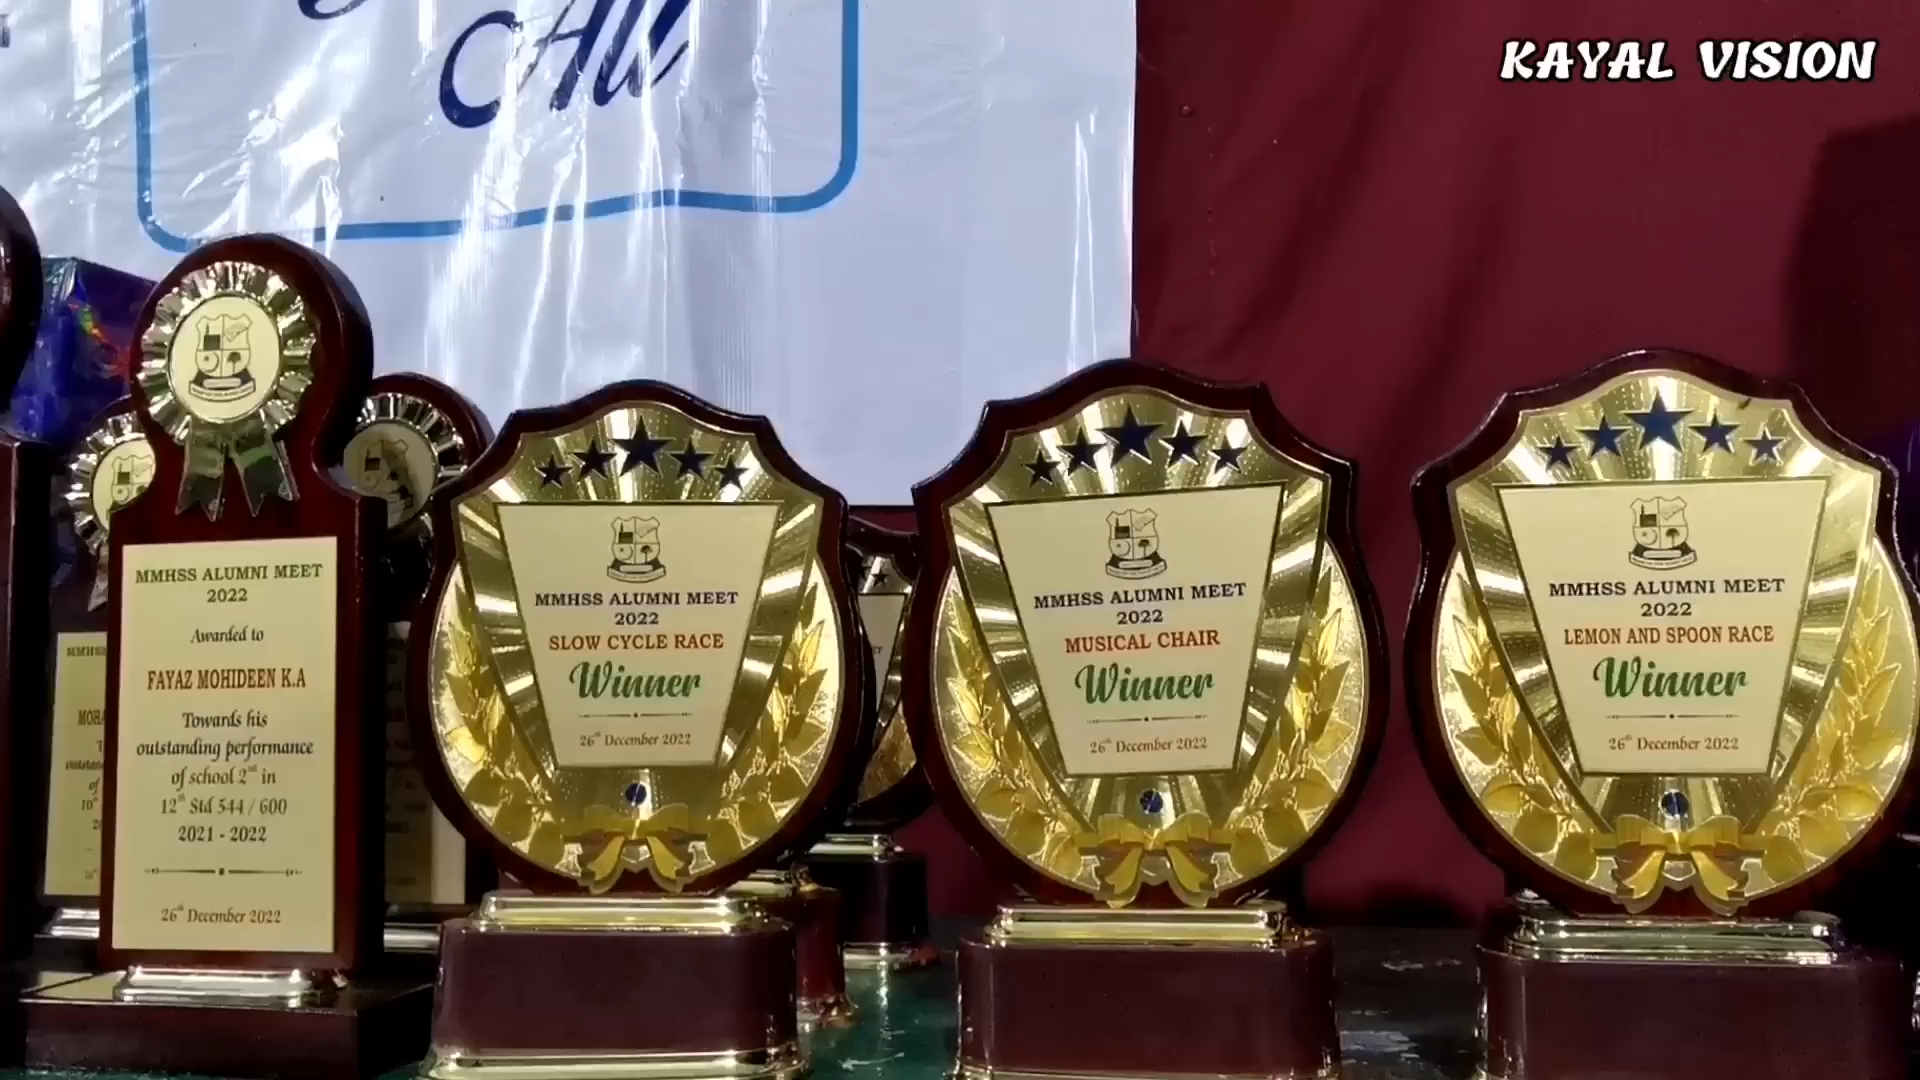 All
KAYAL VISION
MMHSS ALUMNI MEET
2022
Awarded to
FAYAZ MOHIDEEN K.A
Towards his
outstanding performance
of school 2nd in
12th Std 544 / 600
2021 - 2022
26th December 2022
MMHSS ALUMNI MEET
2022
SLOW CYCLE RACE
Winner
26th December 2022
MMHSS ALUMNI MEET
2022
MUSICAL CHAIR
Winner
26th December 2022
MMHSS ALUMNI MEET
2022
LEMON AND SPOON RACE
Winner
26th December 2022